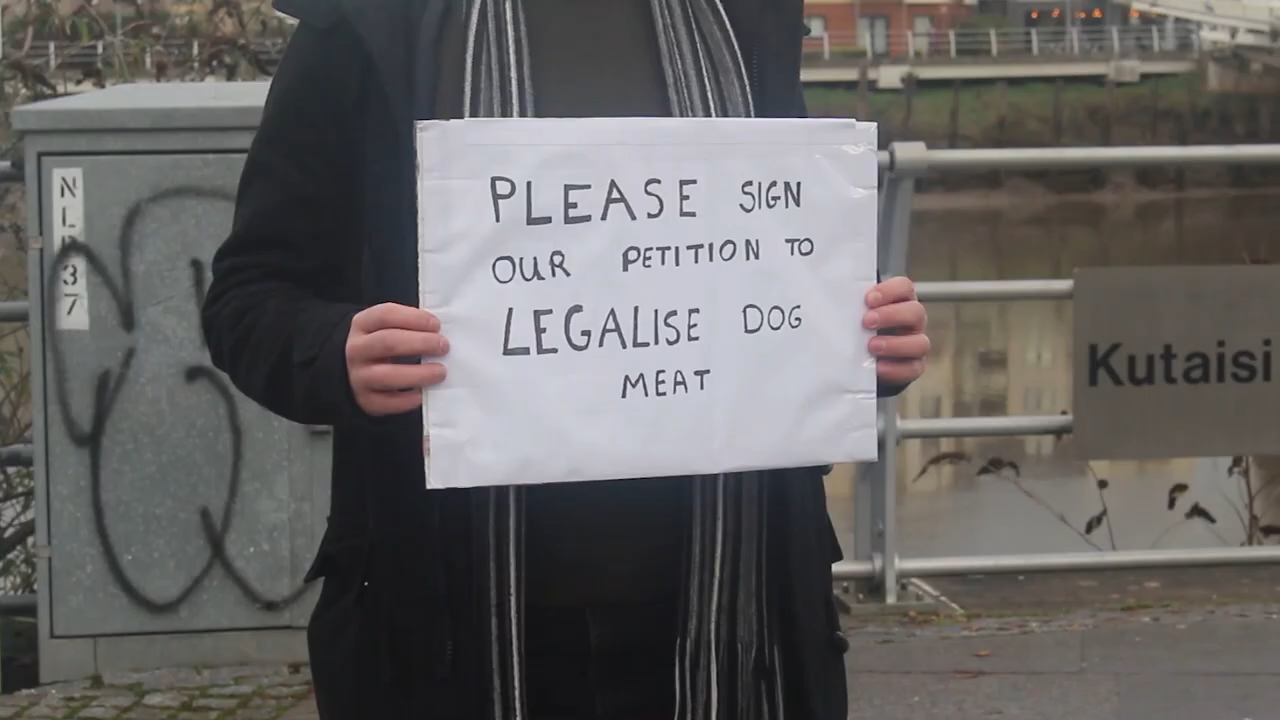 PLEASE SIGN
OUR PETITION TO
LEGALISE DOG
MEAT
Kutaisi